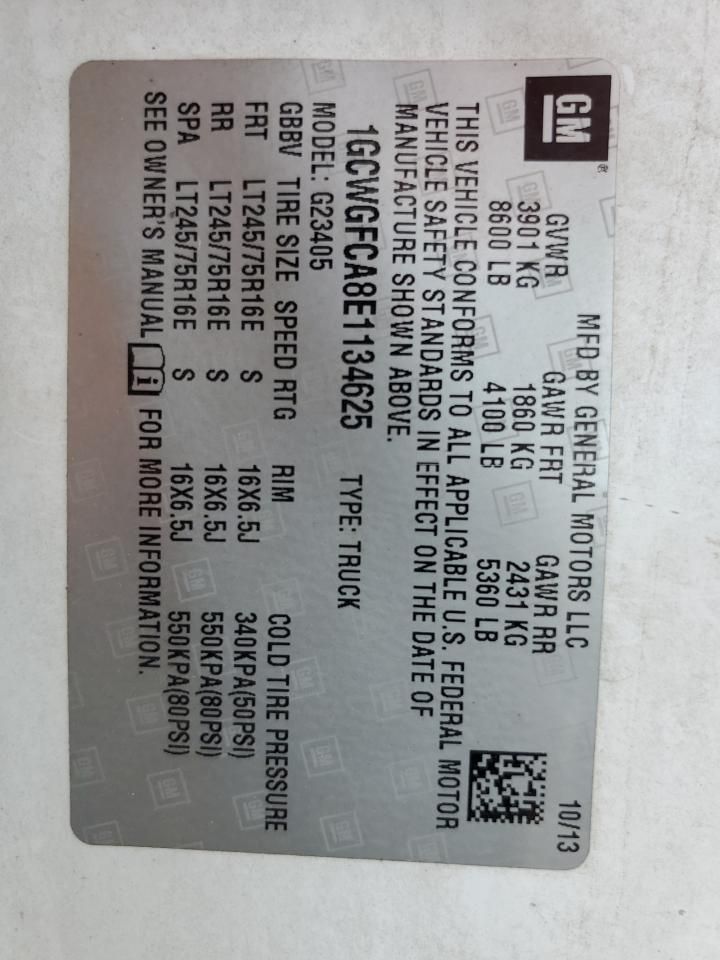 GM®
MFD BY GENERAL MOTORS LLC 10/13
GVWR GAWR FRT GAWR RR
3901 KG 1860 KG 2431 KG
8600 LB 4100 LB 5360 LB
THIS VEHICLE CONFORMS TO ALL APPLICABLE U.S. FEDERAL MOTOR
VEHICLE SAFETY STANDARDS IN EFFECT ON THE DATE OF
MANUFACTURE SHOWN ABOVE.
1GCWGFCA8E1134625 TYPE: TRUCK
MODEL: G23405
GBBV TIRE SIZE SPEED RTG RIM COLD TIRE PRESSURE
FRT LT245/75R16E S 16X6.5J 340KPA(50PSI)
RR LT245/75R16E S 16X6.5J 550KPA(80PSI)
SPA LT245/75R16E S 16X6.5J 550KPA(80PSI)
SEE OWNER'S MANUAL i FOR MORE INFORMATION.